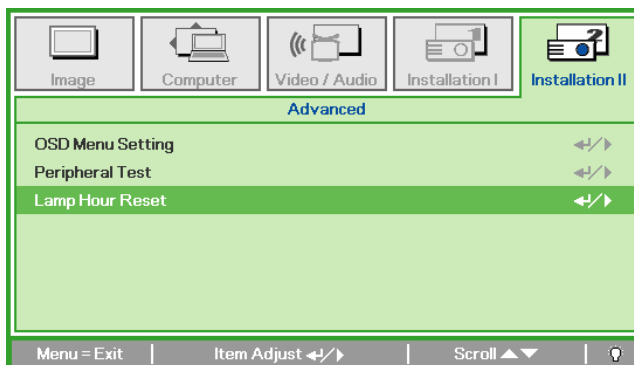 Image Computer Video / Audio Installation I Installation II
Advanced
OSD Menu Setting
Peripheral Test
Lamp Hour Reset
Menu = Exit Item Adjust Scroll